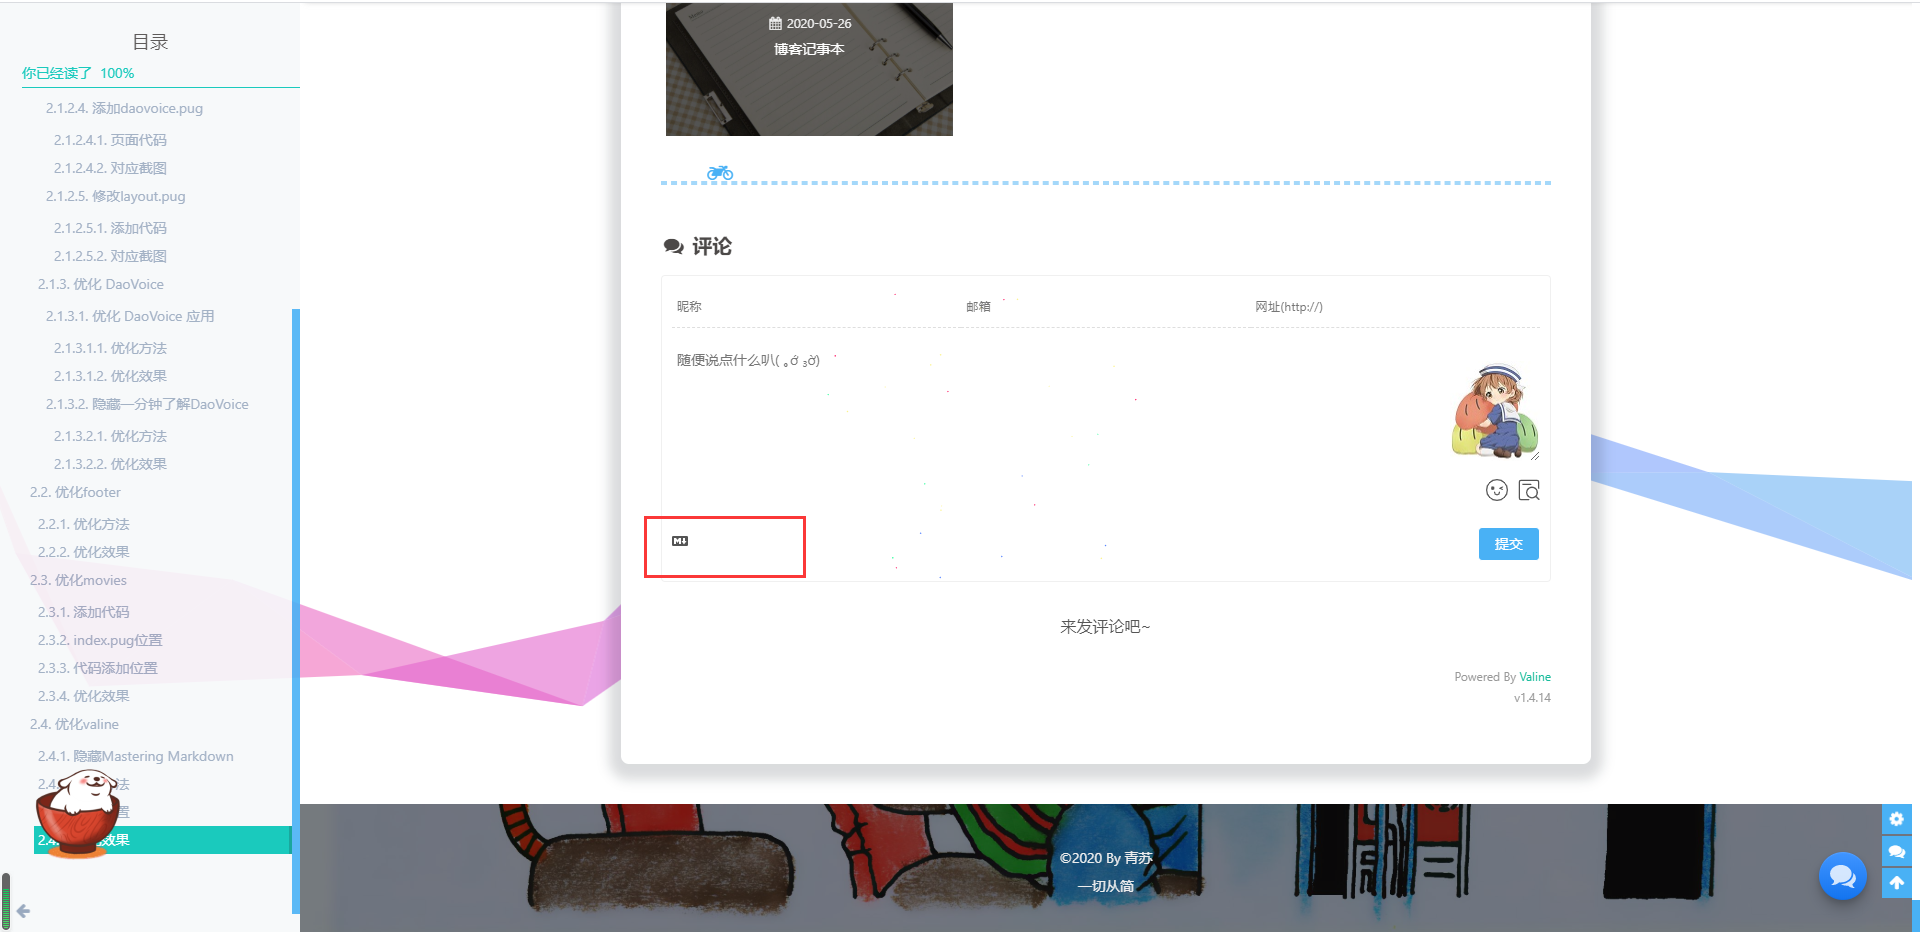 目录
你已经读了 100%
2.1.2.4. 添加daovoice.pug
2.1.2.4.1. 页面代码
2.1.2.4.2. 对应截图
2.1.2.5. 修改layout.pug
2.1.2.5.1. 添加代码
2.1.2.5.2. 对应截图
2.1.3. 优化 DaoVoice
2.1.3.1. 优化 DaoVoice 应用
2.1.3.1.1. 优化方法
2.1.3.1.2. 优化效果
2.1.3.2. 隐藏一分钟了解DaoVoice
2.1.3.2.1. 优化方法
2.1.3.2.2. 优化效果
2.2. 优化footer
2.2.1. 优化方法
2.2.2. 优化效果
2.3. 优化movies
2.3.1. 添加代码
2.3.2. index.pug位置
2.3.3. 代码添加位置
2.3.4. 优化效果
2.4. 优化valine
2.4.1. 隐藏Mastering Markdown
2.4 法
置
2.4 效果
2020-05-26
博客记事本
评论
昵称
邮箱
网址(http://)
随便说点什么叭( ｡ớ ₃ờ)
M↓
提交
来发评论吧~
Powered By Valine
v1.4.14
©2020 By 青苏
一切从简